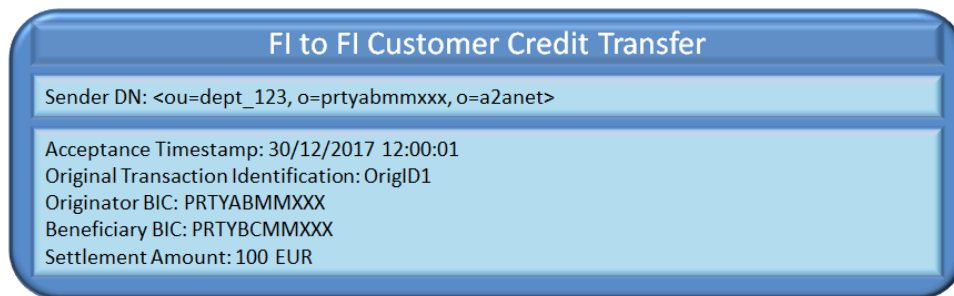 FI to FI Customer Credit Transfer
Sender DN: <ou=dept_123, o=prtyabmmxxx, o=a2anet>
Acceptance Timestamp: 30/12/2017 12:00:01
Original Transaction Identification: OrigID1
Originator BIC: PRTYABMMXXX
Beneficiary BIC: PRTYBCMMXXX
Settlement Amount: 100 EUR